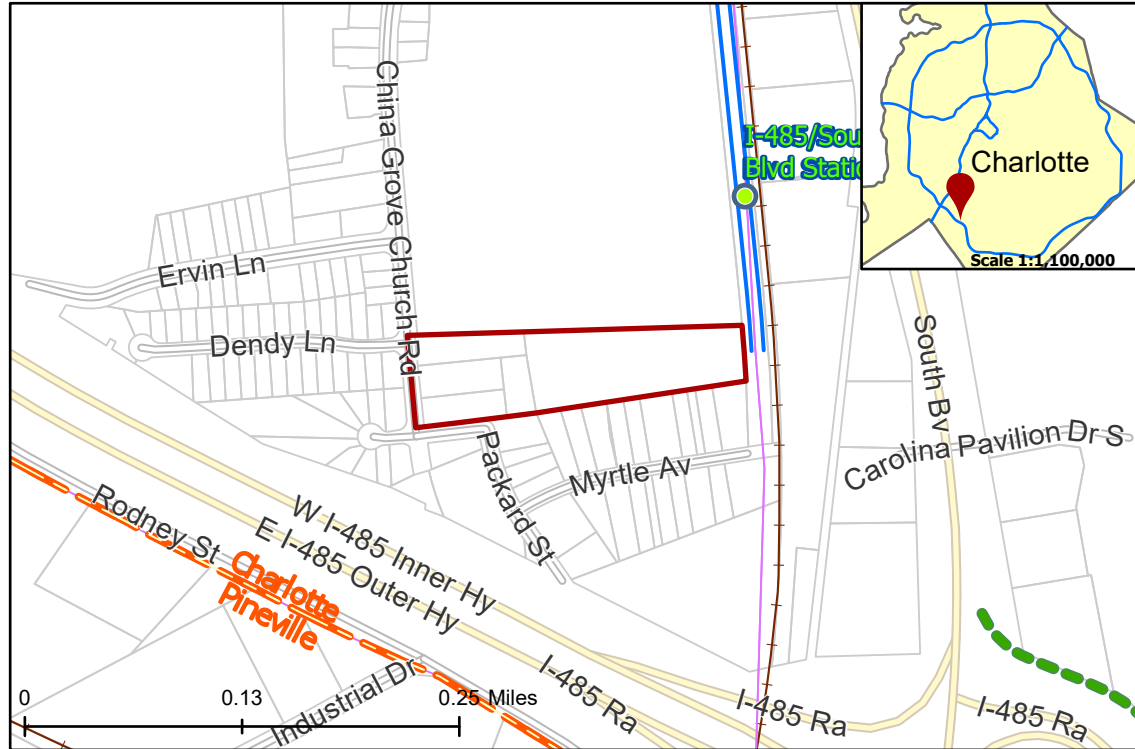 China Grove Church Rd
I-485/Sou
Blvd Static
Charlotte
Scale 1:1,100,000
Ervin Ln
Dendy Ln
South Bv
Packard St
Myrtle Av
Carolina Pavilion Dr S
Rodney St
W I-485 Inner Hy
E I-485 Outer Hy
Charlotte
Pineville
Industrial Dr
I-485 Ra
I-485 Ra
I-485 Ra
0
0.13
0.25 Miles